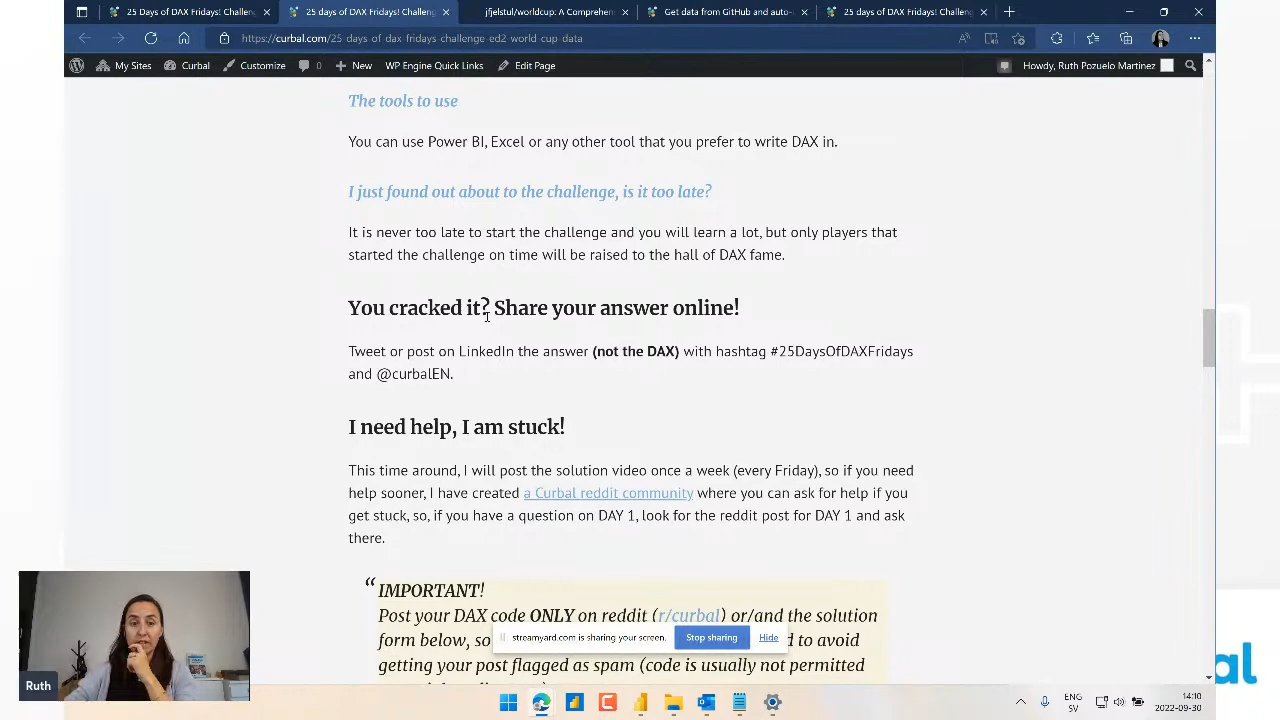 25 Days of DAX Fridays! Challen
25 days of DAX Fridays! Challeng
jfjelstul/worldcup: A Comprehen
Get data from GitHub and auto-
25 days of DAX Fridays! Challeng
https://curbal.com/25-days-of-dax-fridays-challenge-ed2-world-cup-data
My Sites
Curbal
Customize
0
New
WP Engine Quick Links
Edit Page
Howdy, Ruth Pozuelo Martinez
The tools to use
You can use Power BI, Excel or any other tool that you prefer to write DAX in.
I just found out about to the challenge, is it too late?
It is never too late to start the challenge and you will learn a lot, but only players that
started the challenge on time will be raised to the hall of DAX fame.
You cracked it? Share your answer online!
Tweet or post on LinkedIn the answer (not the DAX) with hashtag #25DaysOfDAXFridays
and @curbalEN.
I need help, I am stuck!
This time around, I will post the solution video once a week (every Friday), so if you need
help sooner, I have created a Curbal reddit community where you can ask for help if you
get stuck, so, if you have a question on DAY 1, look for the reddit post for DAY 1 and ask
there.
“ IMPORTANT!
Post your DAX code ONLY on reddit (r/curbal) or/and the solution
form below, so
d to avoid
streamyard.com is sharing your screen.
Stop sharing
Hide
getting your post flagged as spam (code is usually not permitted
Ruth
al
ENG
SV
14:10
2022-09-30